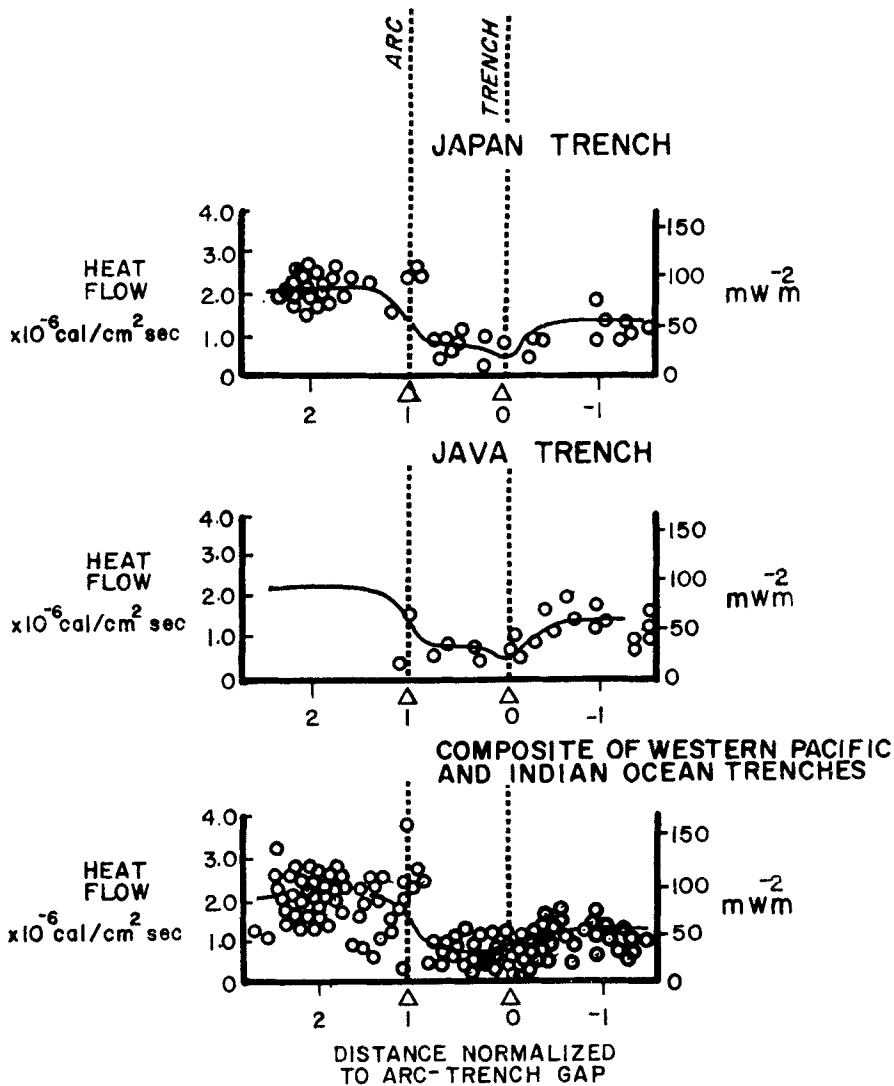 ARC
TRENCH
JAPAN TRENCH
4.0
3.0
2.0
1.0
0
HEAT
FLOW
x10⁻⁶cal/cm² sec
150
100
50
0
mWm⁻²
2
1
0
-1
JAVA TRENCH
4.0
3.0
2.0
1.0
0
HEAT
FLOW
x10⁻⁶cal/cm² sec
150
100
50
0
mWm⁻²
2
1
0
-1
COMPOSITE OF WESTERN PACIFIC
AND INDIAN OCEAN TRENCHES
4.0
3.0
2.0
1.0
0
HEAT
FLOW
x10⁻⁶cal/cm² sec
150
100
50
0
mWm⁻²
2
1
0
-1
DISTANCE NORMALIZED
TO ARC-TRENCH GAP